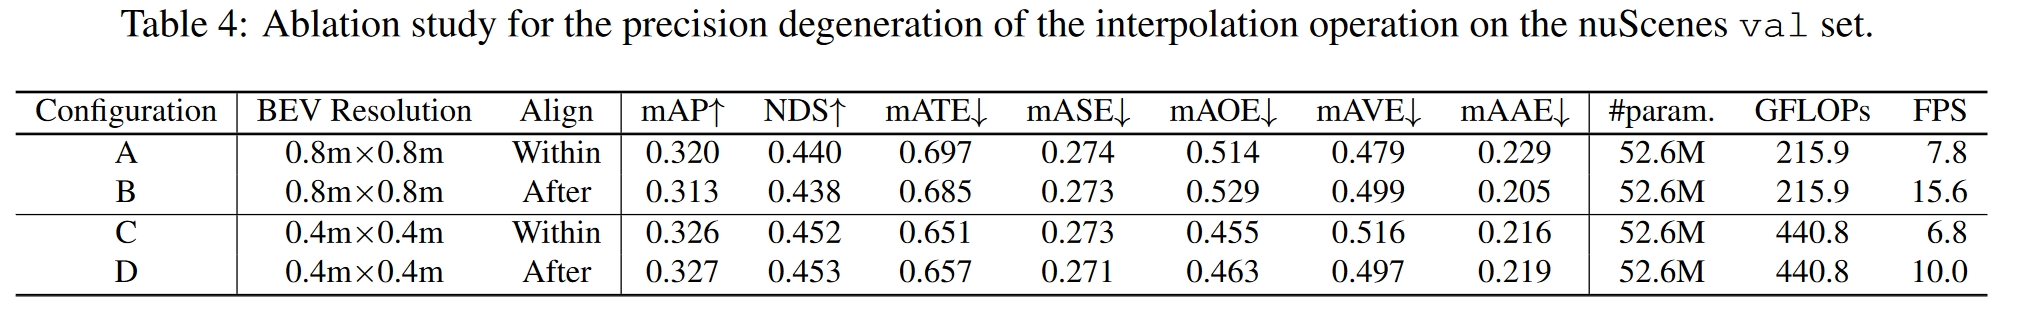 Table 4: Ablation study for the precision degeneration of the interpolation operation on the nuScenes val set.
Configuration BEV Resolution Align mAP↑ NDS↑ mATE↓ mASE↓ mAOE↓ mAVE↓ mAAE↓ #param. GFLOPs FPS
A 0.8m×0.8m Within 0.320 0.440 0.697 0.274 0.514 0.479 0.229 52.6M 215.9 7.8
B 0.8m×0.8m After 0.313 0.438 0.685 0.273 0.529 0.499 0.205 52.6M 215.9 15.6
C 0.4m×0.4m Within 0.326 0.452 0.651 0.273 0.455 0.516 0.216 52.6M 440.8 6.8
D 0.4m×0.4m After 0.327 0.453 0.657 0.271 0.463 0.497 0.219 52.6M 440.8 10.0